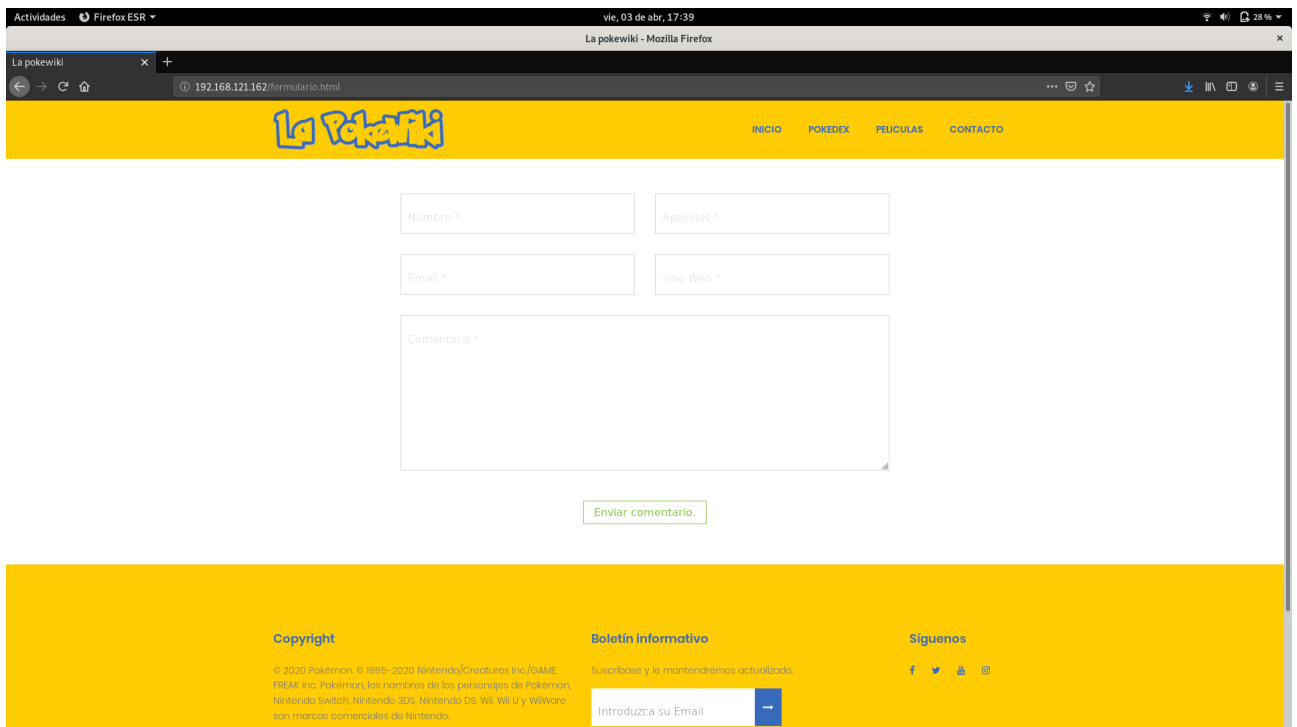 Actividades Firefox ESR vie, 03 de abr, 17:39 28 %
La pokewiki - Mozilla Firefox
La pokewiki
192.168.121.162/formulario.html
La PokeWiki INICIO POKEDEX PELICULAS CONTACTO
Nombre * Apellidos *
Email * Sitio Web *
Comentario *
Enviar comentario.
Copyright
© 2020 Pokémon. © 1995-2020 Nintendo/Creatures Inc./GAME
FREAK inc. Pokémon, los nombres de los personajes de Pokémon,
Nintendo Switch, Nintendo 3DS, Nintendo DS, Wii, Wii U y WiiWare
son marcas comerciales de Nintendo.
Boletín informativo
Suscríbase y le mantendremos actualizado.
Introduzca su Email
Síguenos